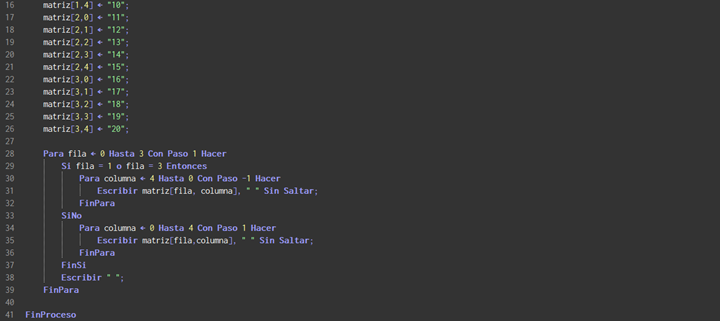 16 matriz[1,4] ← "10";
17 matriz[2,0] ← "11";
18 matriz[2,1] ← "12";
19 matriz[2,2] ← "13";
20 matriz[2,3] ← "14";
21 matriz[2,4] ← "15";
22 matriz[3,0] ← "16";
23 matriz[3,1] ← "17";
24 matriz[3,2] ← "18";
25 matriz[3,3] ← "19";
26 matriz[3,4] ← "20";
27
28 Para fila ← 0 Hasta 3 Con Paso 1 Hacer
29 Si fila = 1 o fila = 3 Entonces
30 Para columna ← 4 Hasta 0 Con Paso -1 Hacer
31 Escribir matriz[fila, columna], " " Sin Saltar;
32 FinPara
33 SiNo
34 Para columna ← 0 Hasta 4 Con Paso 1 Hacer
35 Escribir matriz[fila,columna], " " Sin Saltar;
36 FinPara
37 FinSi
38 Escribir " ";
39 FinPara
40
41 FinProceso